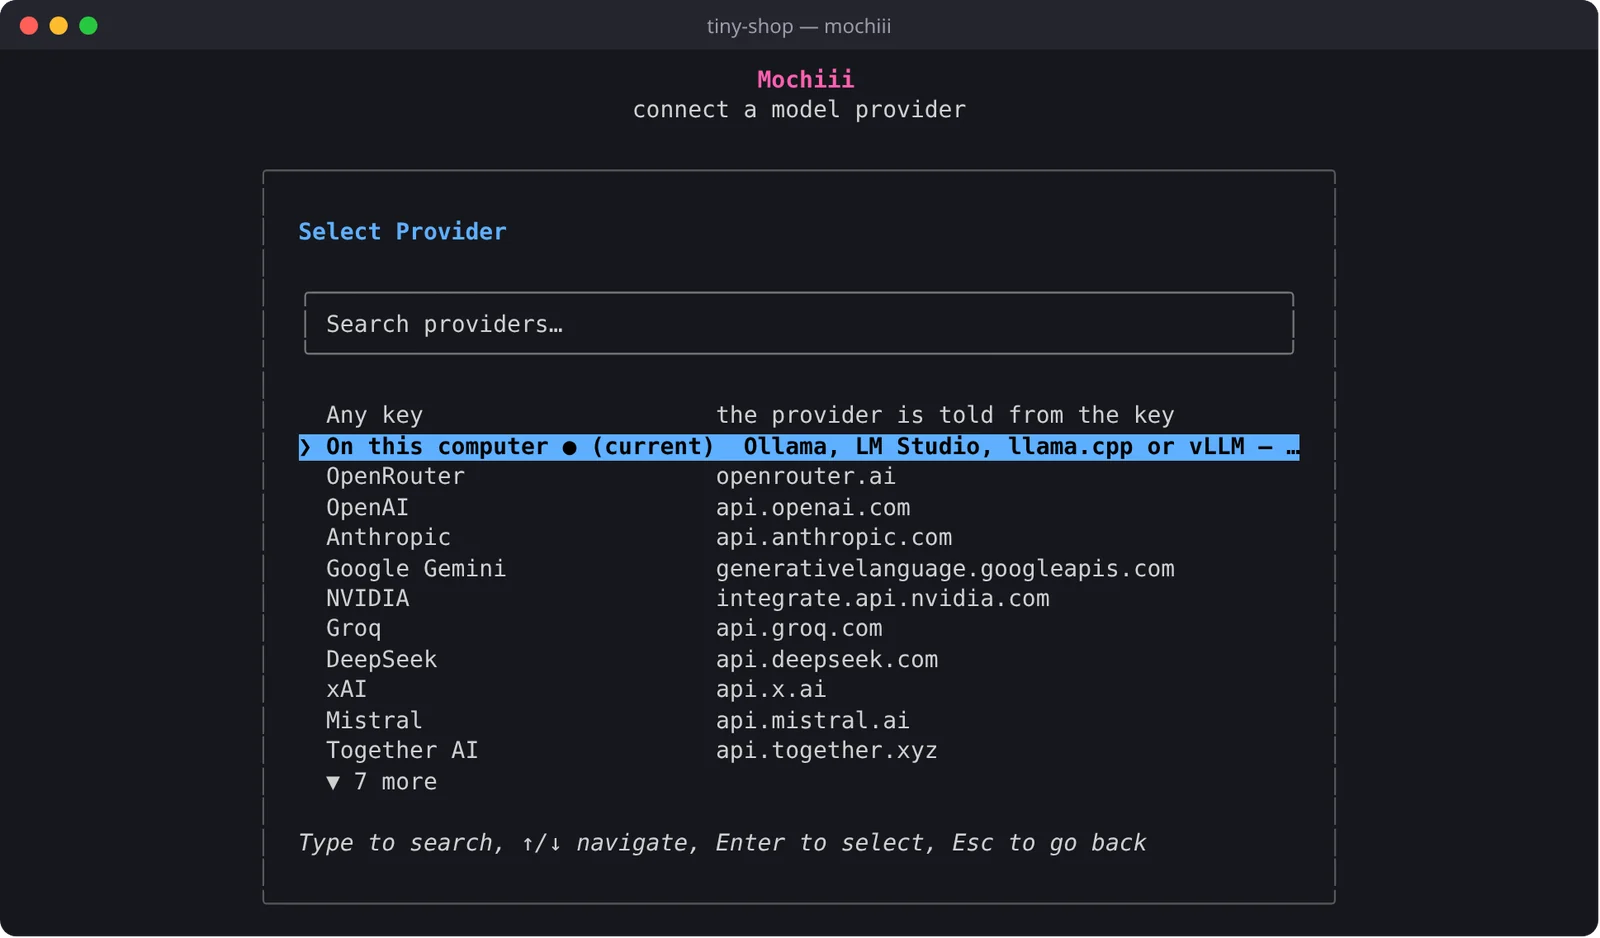 tiny-shop — mochiii
Mochiii
connect a model provider
Select Provider
Search providers…
Any key the provider is told from the key
❯ On this computer ● (current) Ollama, LM Studio, llama.cpp or vLLM — …
OpenRouter openrouter.ai
OpenAI api.openai.com
Anthropic api.anthropic.com
Google Gemini generativelanguage.googleapis.com
NVIDIA integrate.api.nvidia.com
Groq api.groq.com
DeepSeek api.deepseek.com
xAI api.x.ai
Mistral api.mistral.ai
Together AI api.together.xyz
▼ 7 more
Type to search, ↑/↓ navigate, Enter to select, Esc to go back